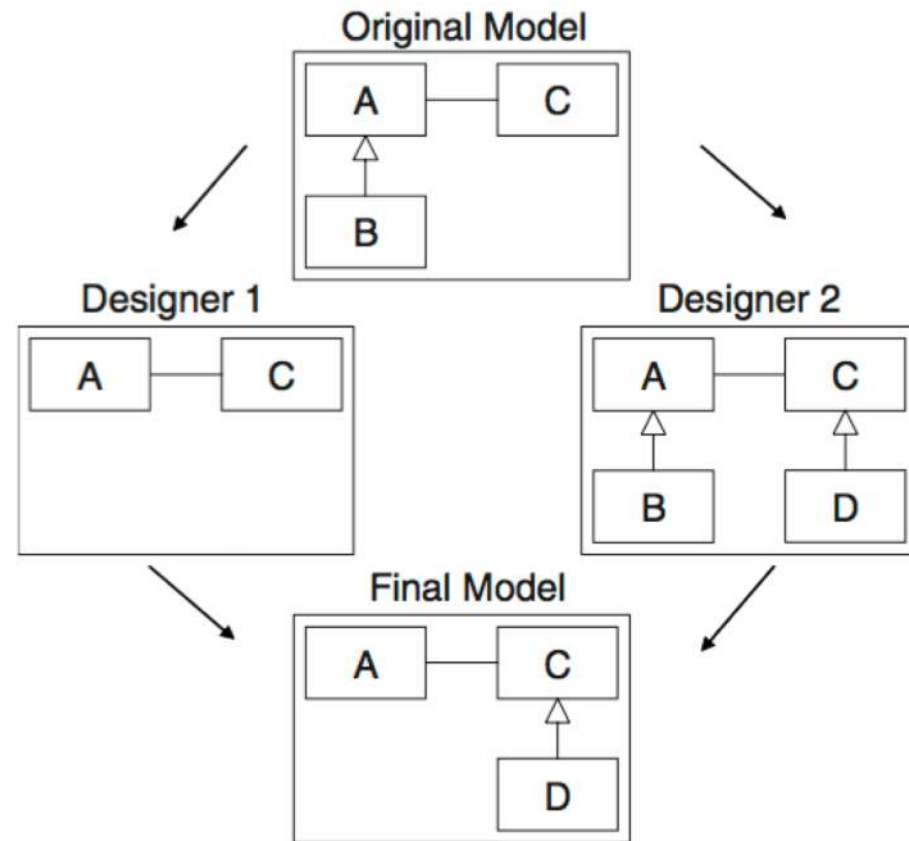 Original Model
A C
B
Designer 1
A C
Designer 2
A C
B D
Final Model
A C
D